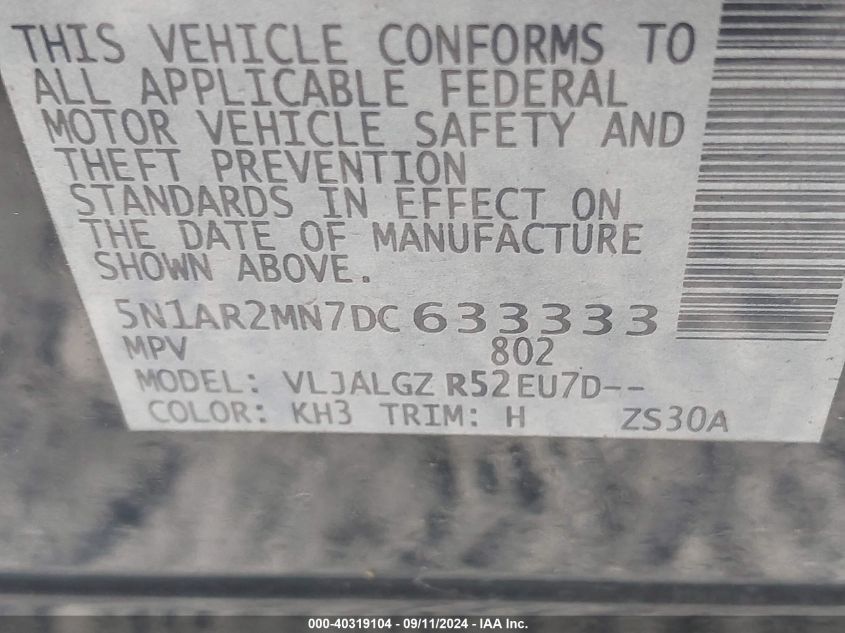 THIS VEHICLE CONFORMS TO
ALL APPLICABLE FEDERAL
MOTOR VEHICLE SAFETY AND
THEFT PREVENTION
STANDARDS IN EFFECT ON
THE DATE OF MANUFACTURE
SHOWN ABOVE.
5N1AR2MN7DC 633333
MPV 802
MODEL: VLJALGZ R52EU7D--
COLOR: KH3 TRIM: H ZS30A
000-40319104 - 09/11/2024 - IAA Inc.